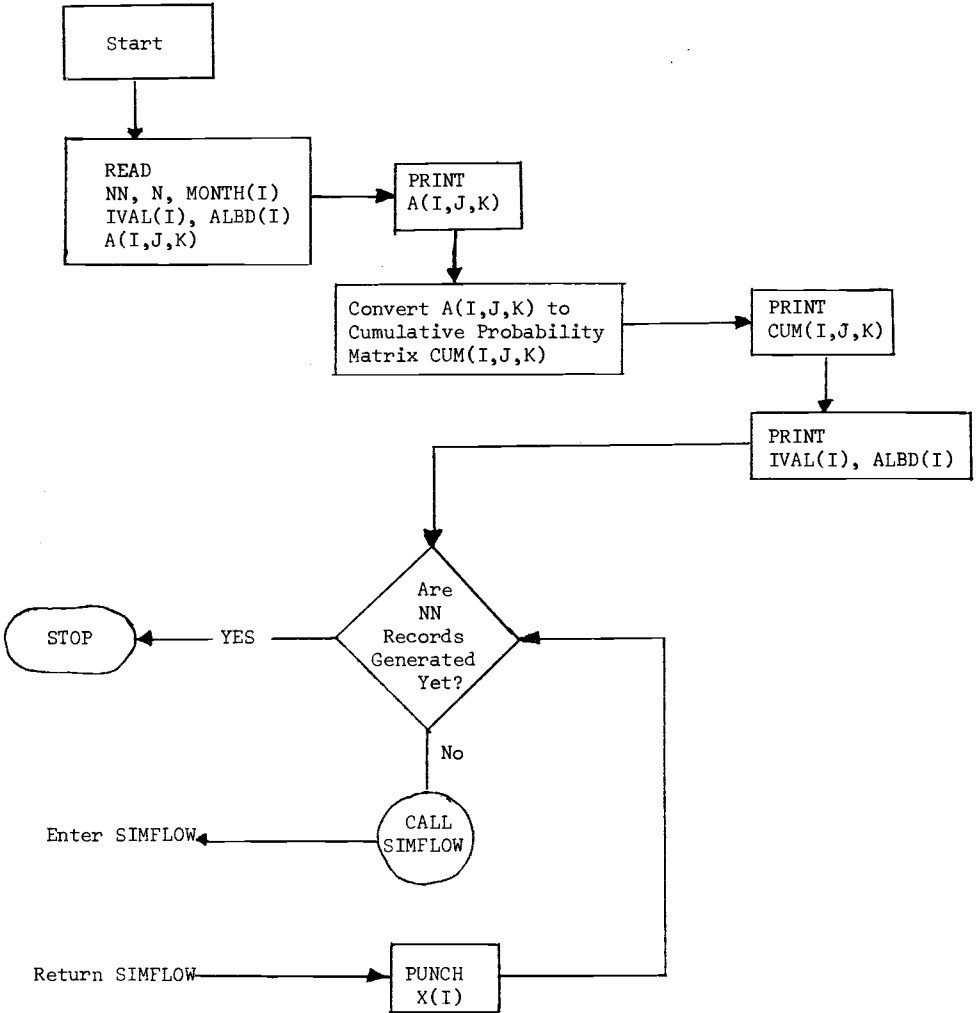 Start
READ
NN, N, MONTH(I)
IVAL(I), ALBD(I)
A(I,J,K)
PRINT
A(I,J,K)
Convert A(I,J,K) to
Cumulative Probability
Matrix CUM(I,J,K)
PRINT
CUM(I,J,K)
PRINT
IVAL(I), ALBD(I)
Are
NN
Records
Generated
Yet?
YES
STOP
No
CALL
SIMFLOW
Enter SIMFLOW
Return SIMFLOW
PUNCH
X(I)